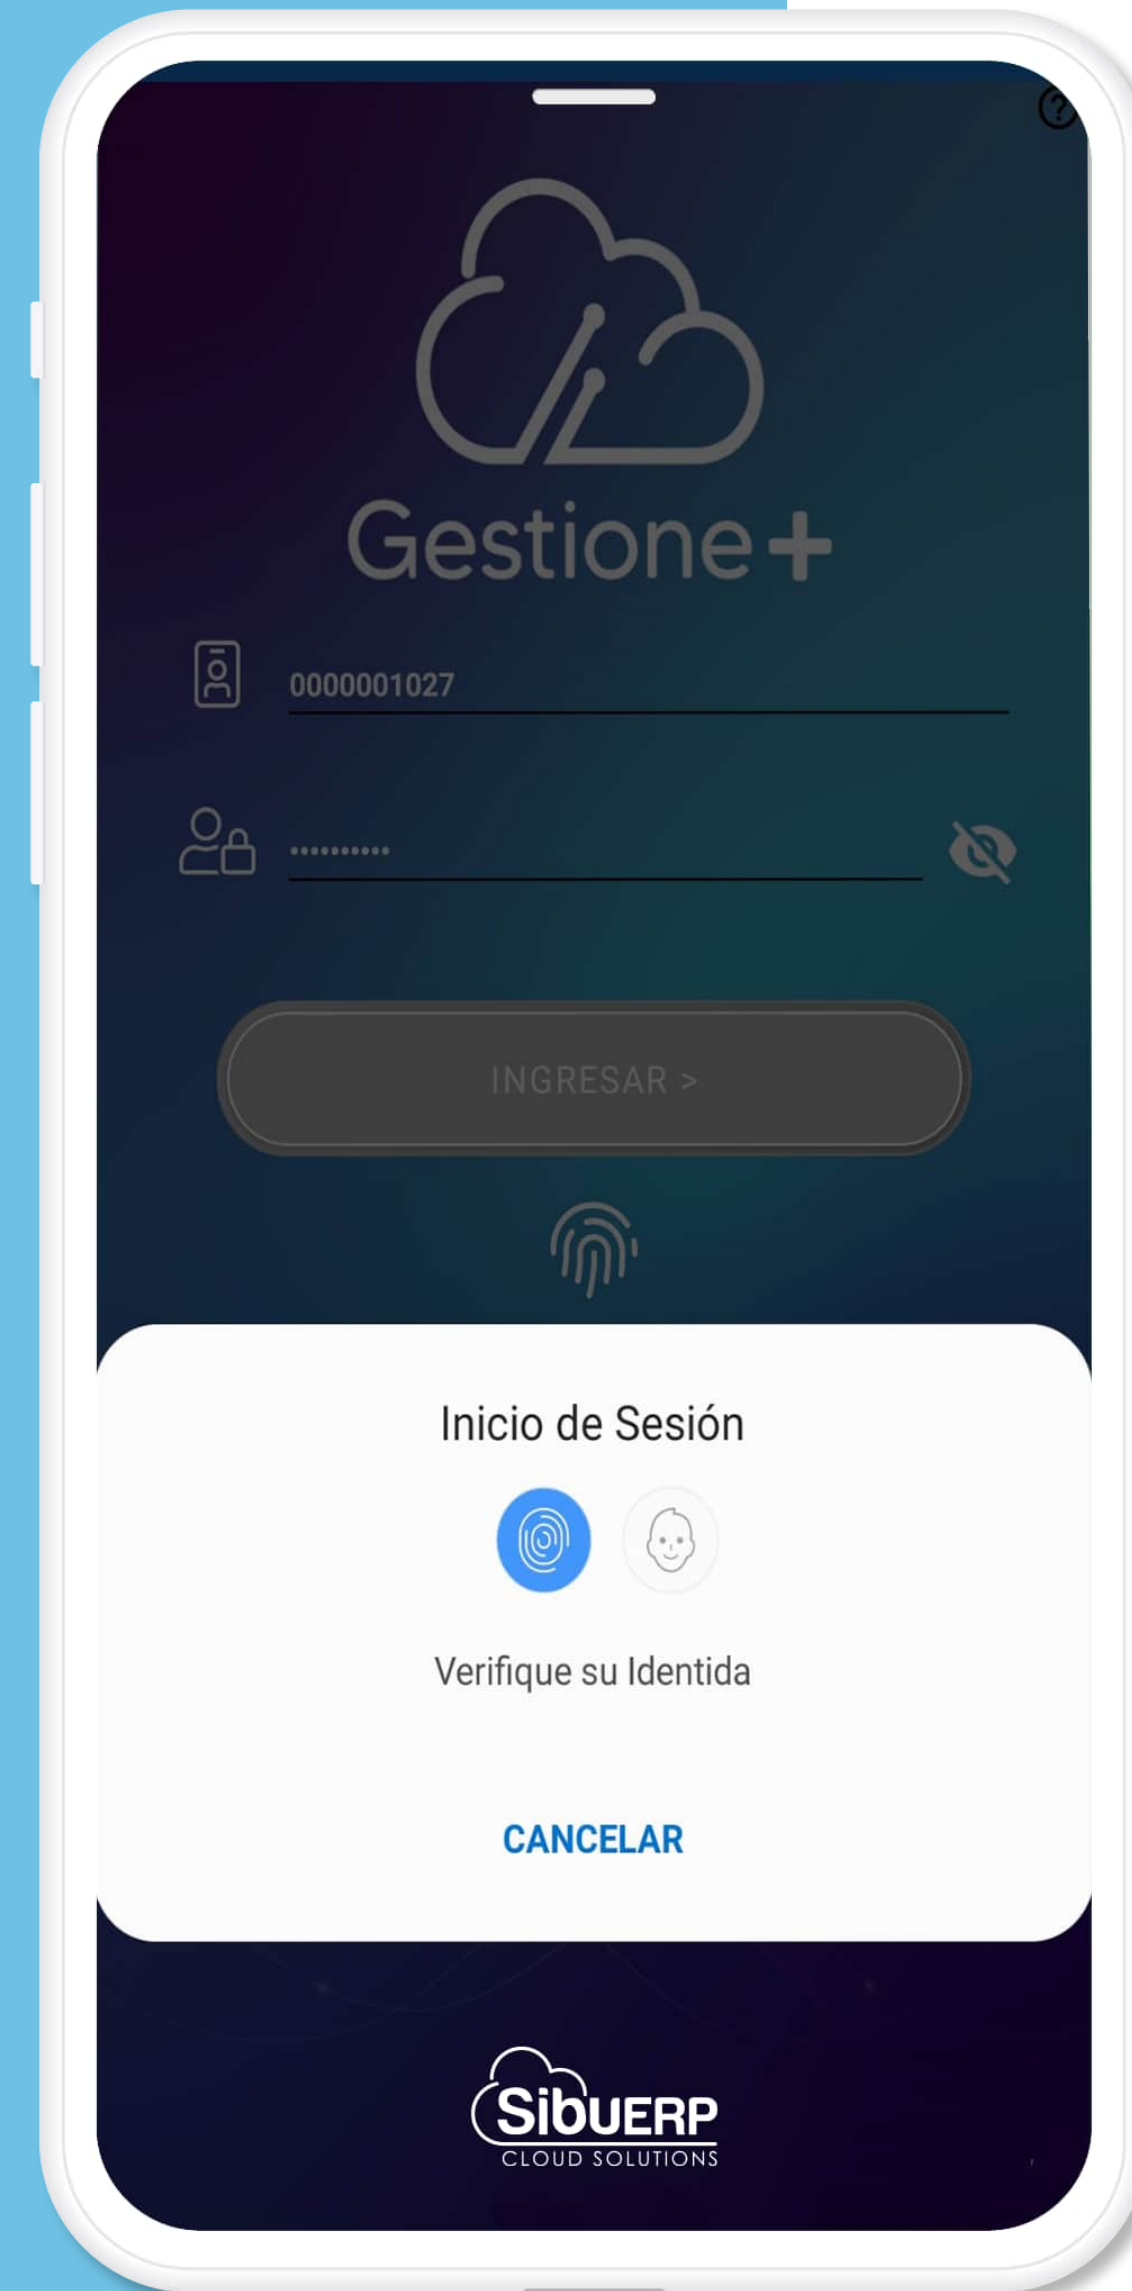 Gestione+
0000001027
INGRESAR >
Inicio de Sesión
Verifique su Identida
CANCELAR
SibuERP
CLOUD SOLUTIONS